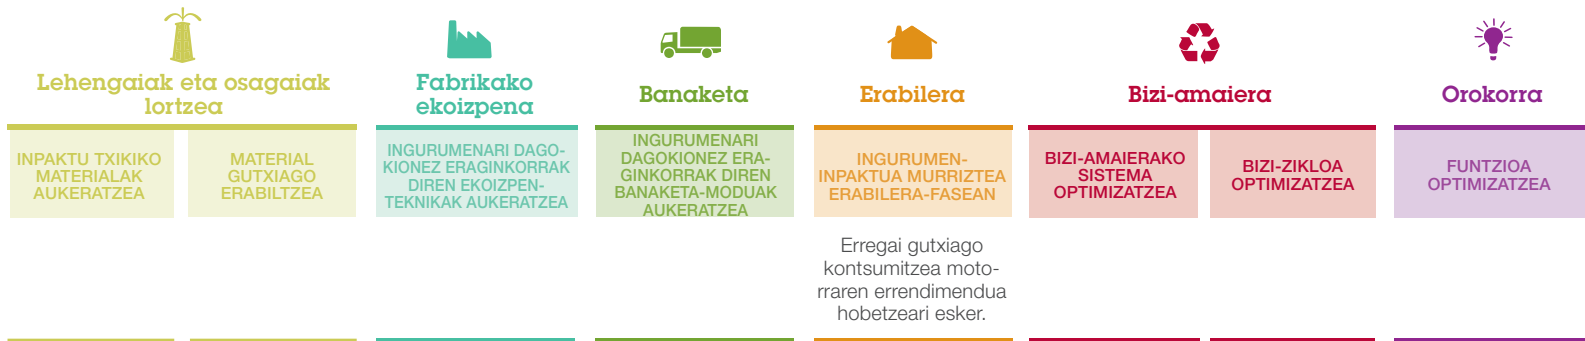 Lehengaiak eta osagaiak
lortzea
Fabrikako
ekoizpena
Banaketa
Erabilera
Bizi-amaiera
Orokorra
INPAKTU TXIKIKO
MATERIALAK
AUKERATZEA
MATERIAL
GUTXIAGO
ERABILTZEA
INGURUMENARI DAGO-
KIONEZ ERAGINKORRAK
DIREN EKOIZPEN-
TEKNIKAK AUKERATZEA
INGURUMENARI
DAGOKIONEZ ERA-
GINKORRAK DIREN
BANAKETA-MODUAK
AUKERATZEA
INGURUMEN-
INPAKTUA MURRIZTEA
ERABILERA-FASEAN
BIZI-AMAIERAKO
SISTEMA
OPTIMIZATZEA
BIZI-ZIKLOA
OPTIMIZATZEA
FUNTZIOA
OPTIMIZATZEA
Erregai gutxiago
kontsumitzea moto-
rraren errendimendua
hobetzeari esker.